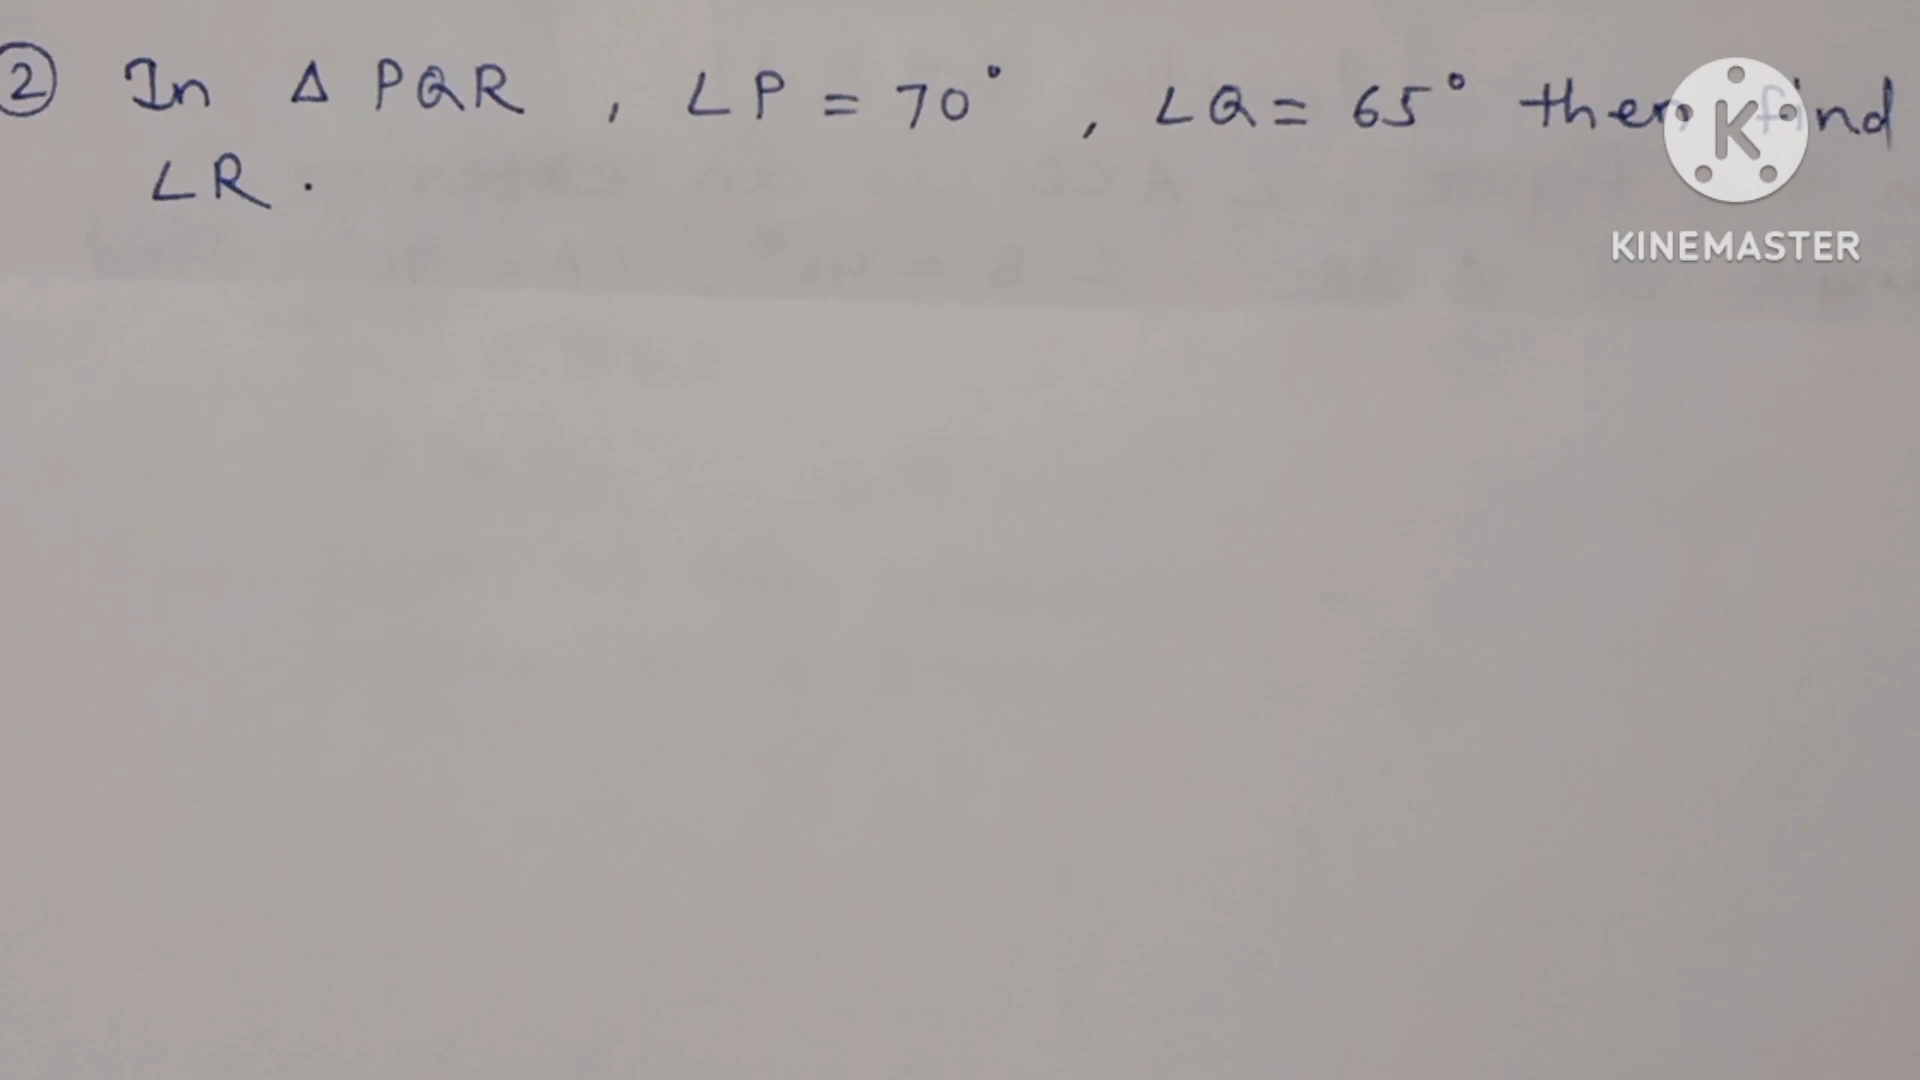 ② In Δ PQR , ∠P = 70° , ∠Q = 65° then find
∠R .
KINEMASTER